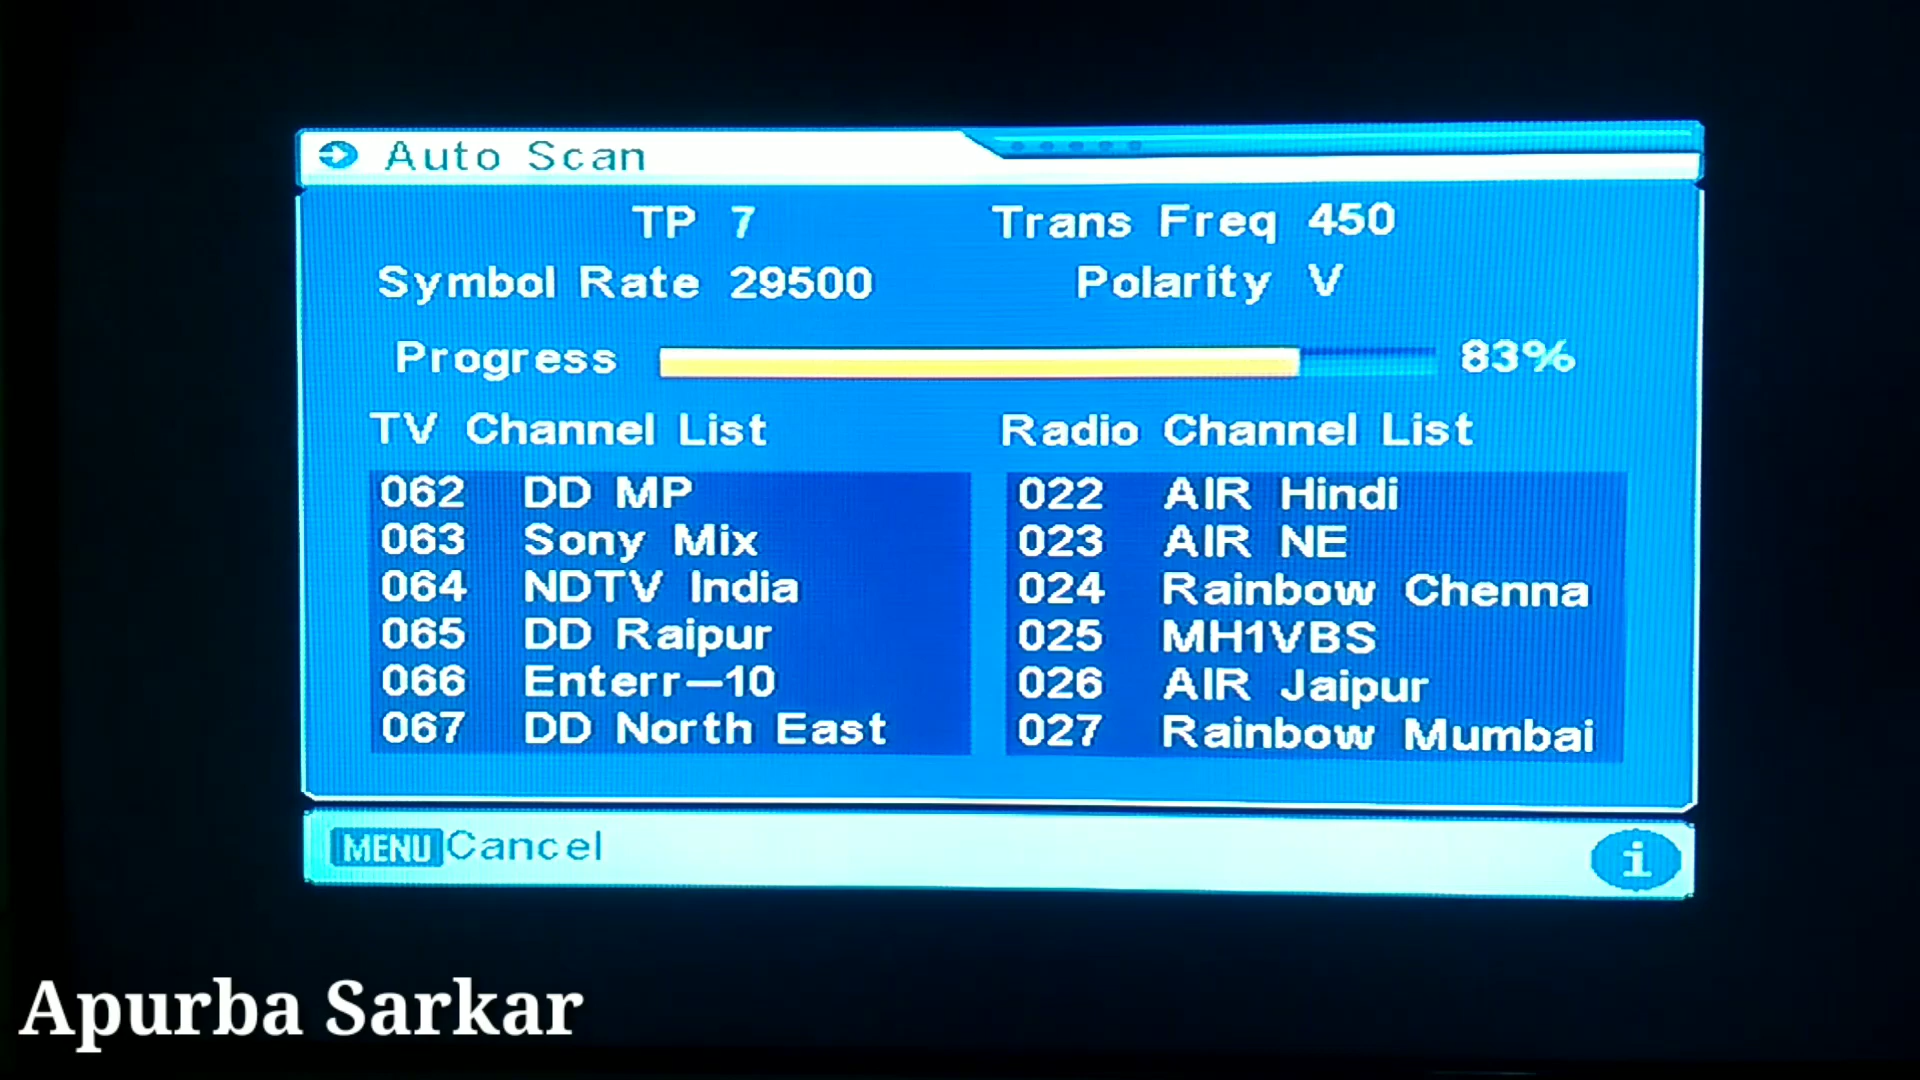 Auto Scan
TP 7 Trans Freq 450
Symbol Rate 29500 Polarity V
Progress 83%
TV Channel List
062 DD MP
063 Sony Mix
064 NDTV India
065 DD Raipur
066 Enterr-10
067 DD North East
Radio Channel List
022 AIR Hindi
023 AIR NE
024 Rainbow Chenna
025 MH1VBS
026 AIR Jaipur
027 Rainbow Mumbai
MENU Cancel
i
Apurba Sarkar